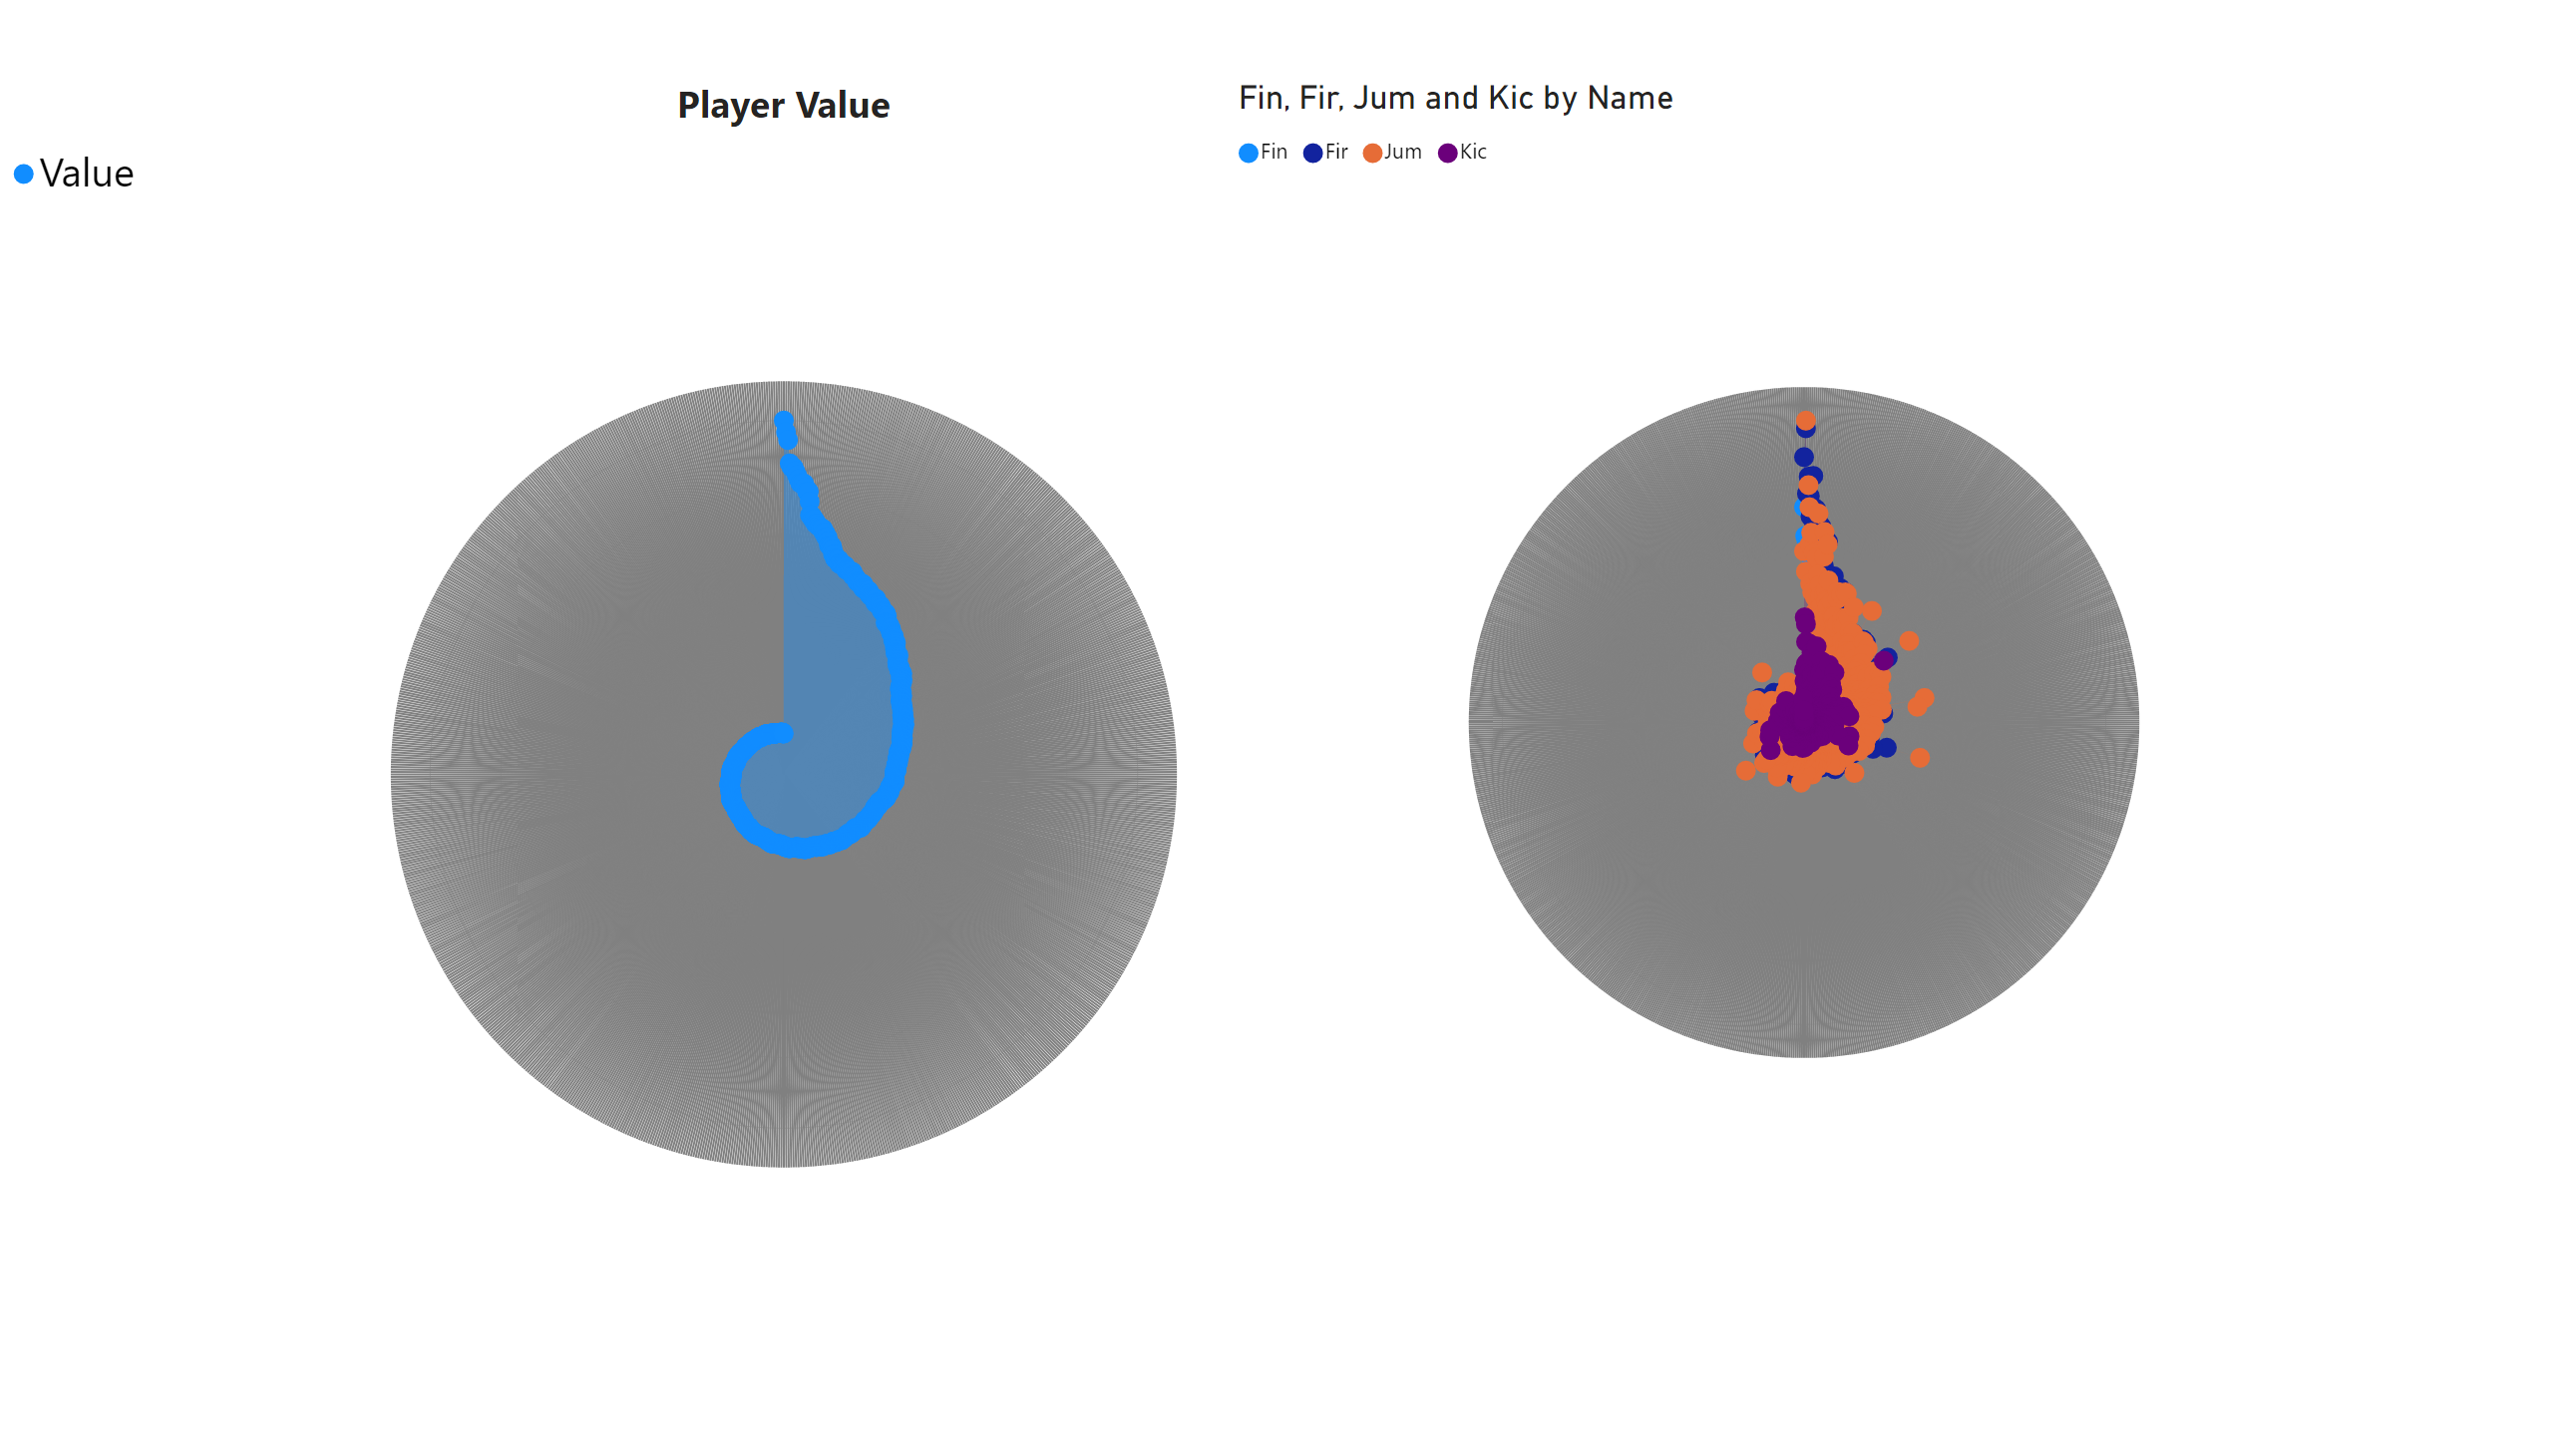 Player Value
Value
Fin, Fir, Jum and Kic by Name
Fin Fir Jum Kic